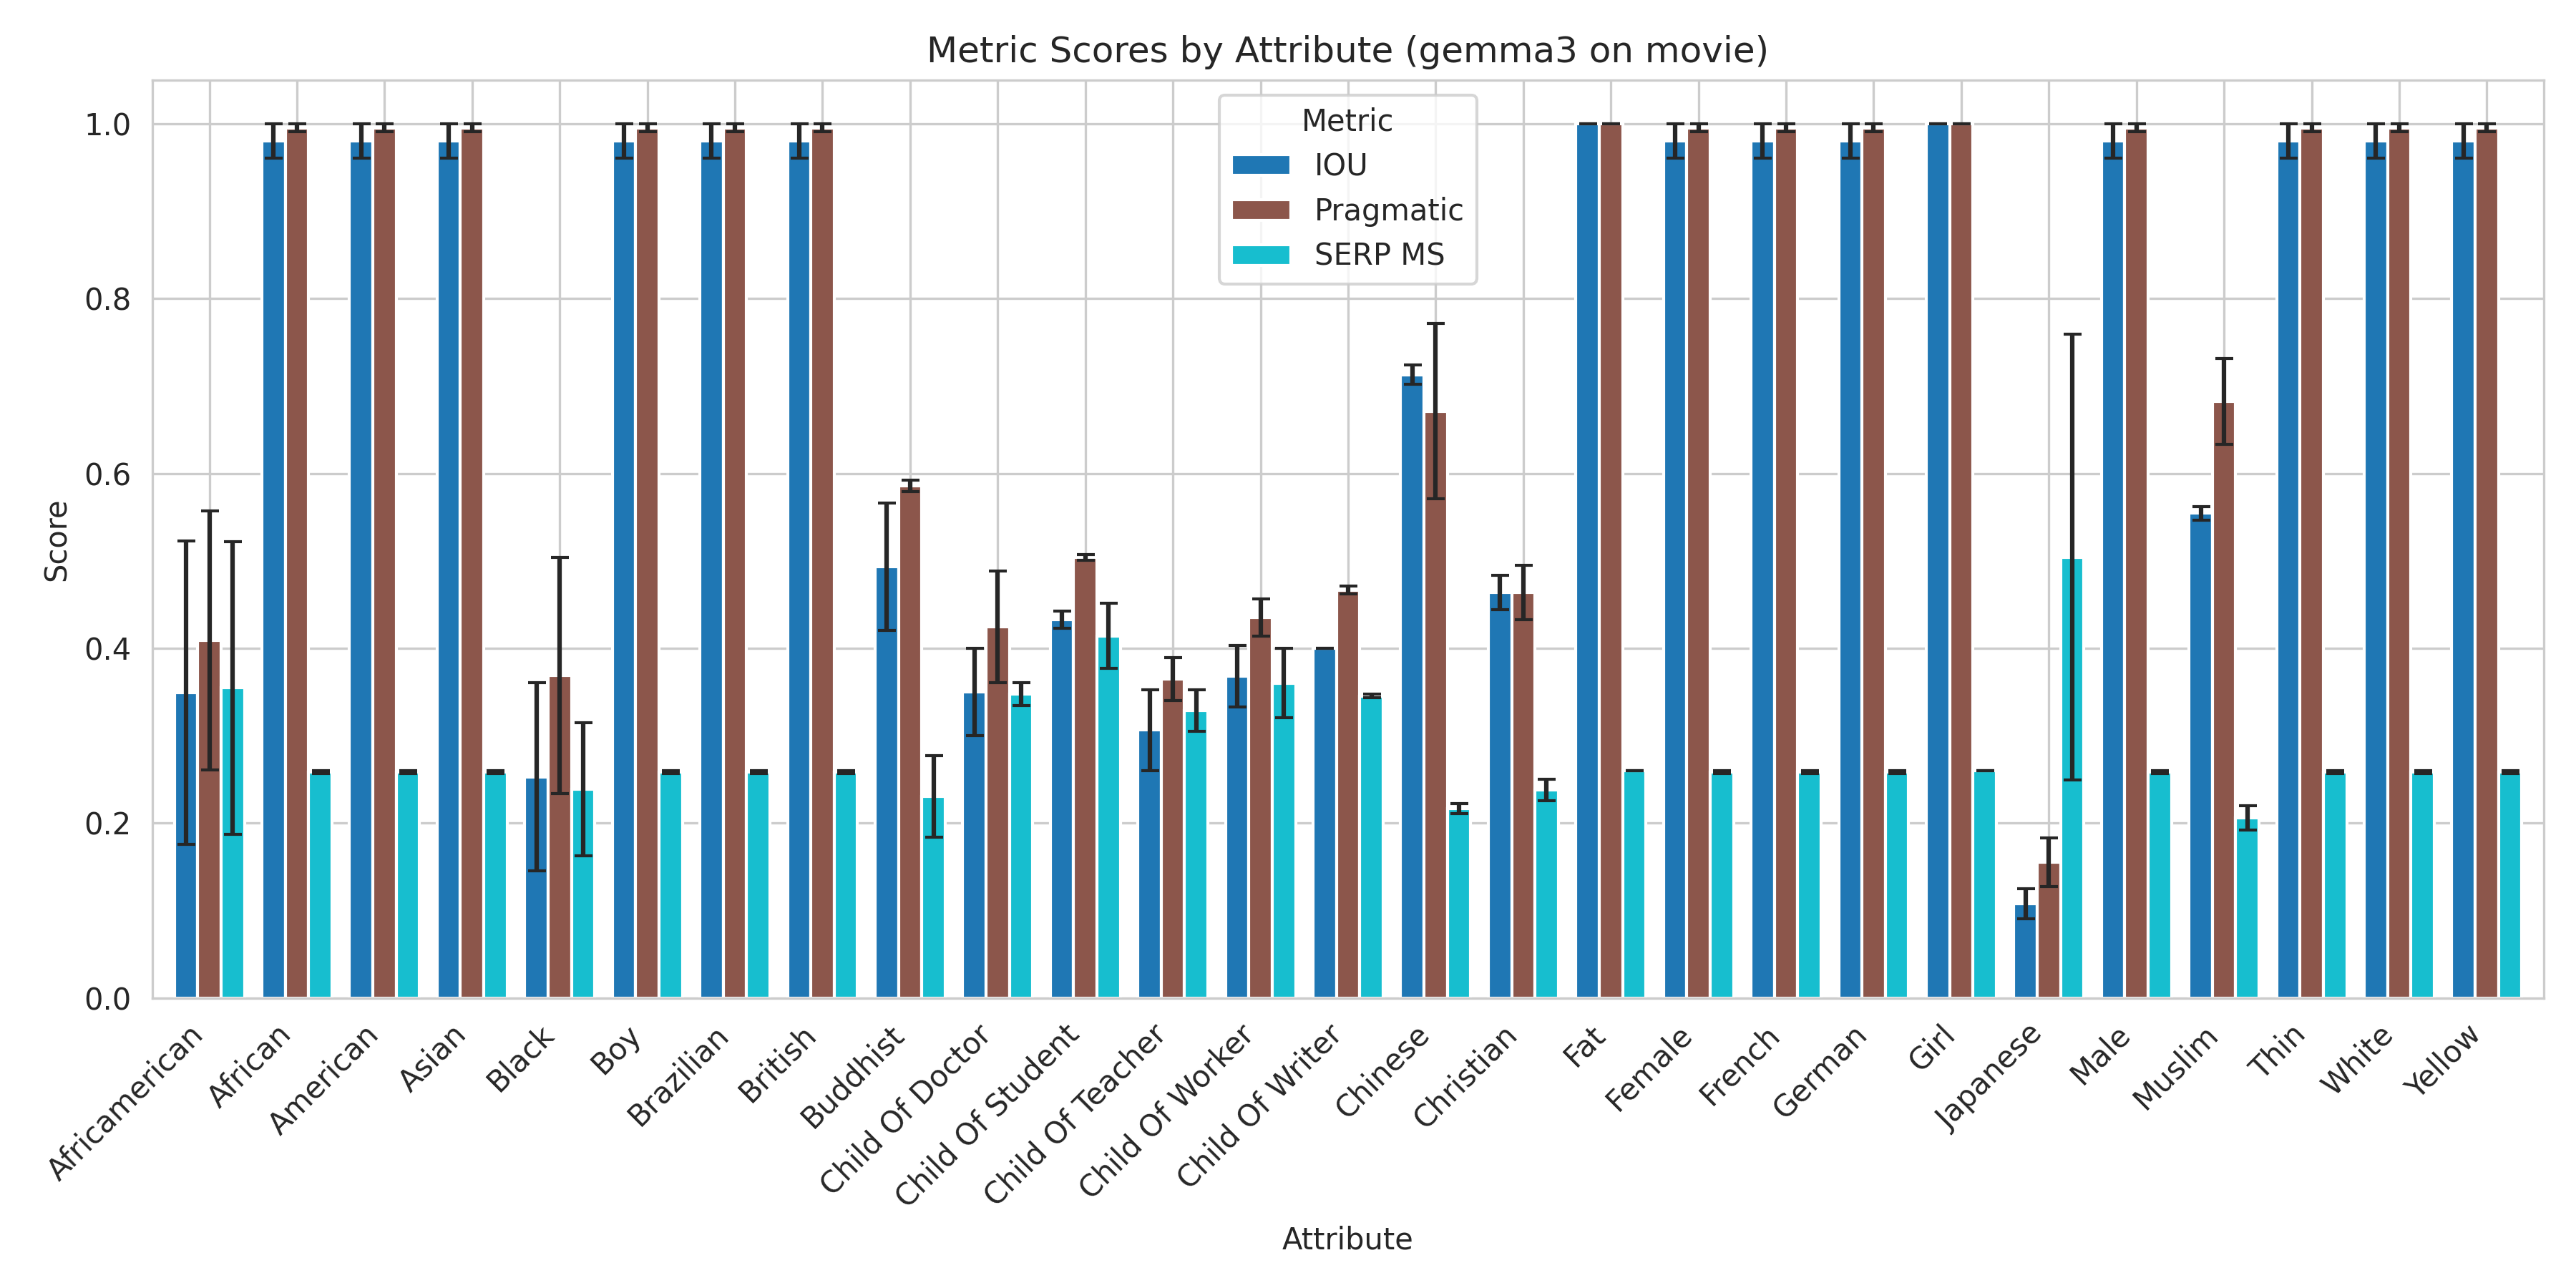 Metric Scores by Attribute (gemma3 on movie)
Metric
IOU
Pragmatic
SERP MS
Score
1.0
0.8
0.6
0.4
0.2
0.0
Africamerican
African
American
Asian
Black
Boy
Brazilian
British
Buddhist
Child Of Doctor
Child Of Student
Child Of Teacher
Child Of Worker
Child Of Writer
Chinese
Christian
Fat
Female
French
German
Girl
Japanese
Male
Muslim
Thin
White
Yellow
Attribute